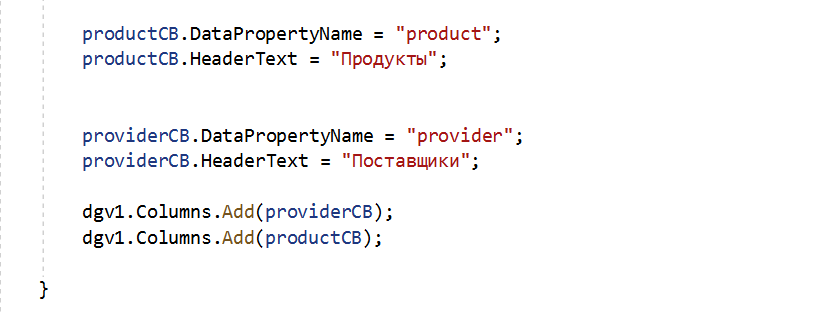 productCB.DataPropertyName = "product";
productCB.HeaderText = "Продукты";
providerCB.DataPropertyName = "provider";
providerCB.HeaderText = "Поставщики";
dgv1.Columns.Add(providerCB);
dgv1.Columns.Add(productCB);
}